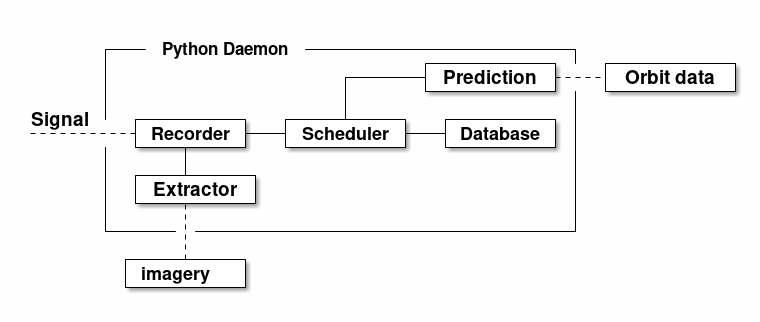 Python Daemon
Prediction
Orbit data
Signal
Recorder
Scheduler
Database
Extractor
imagery